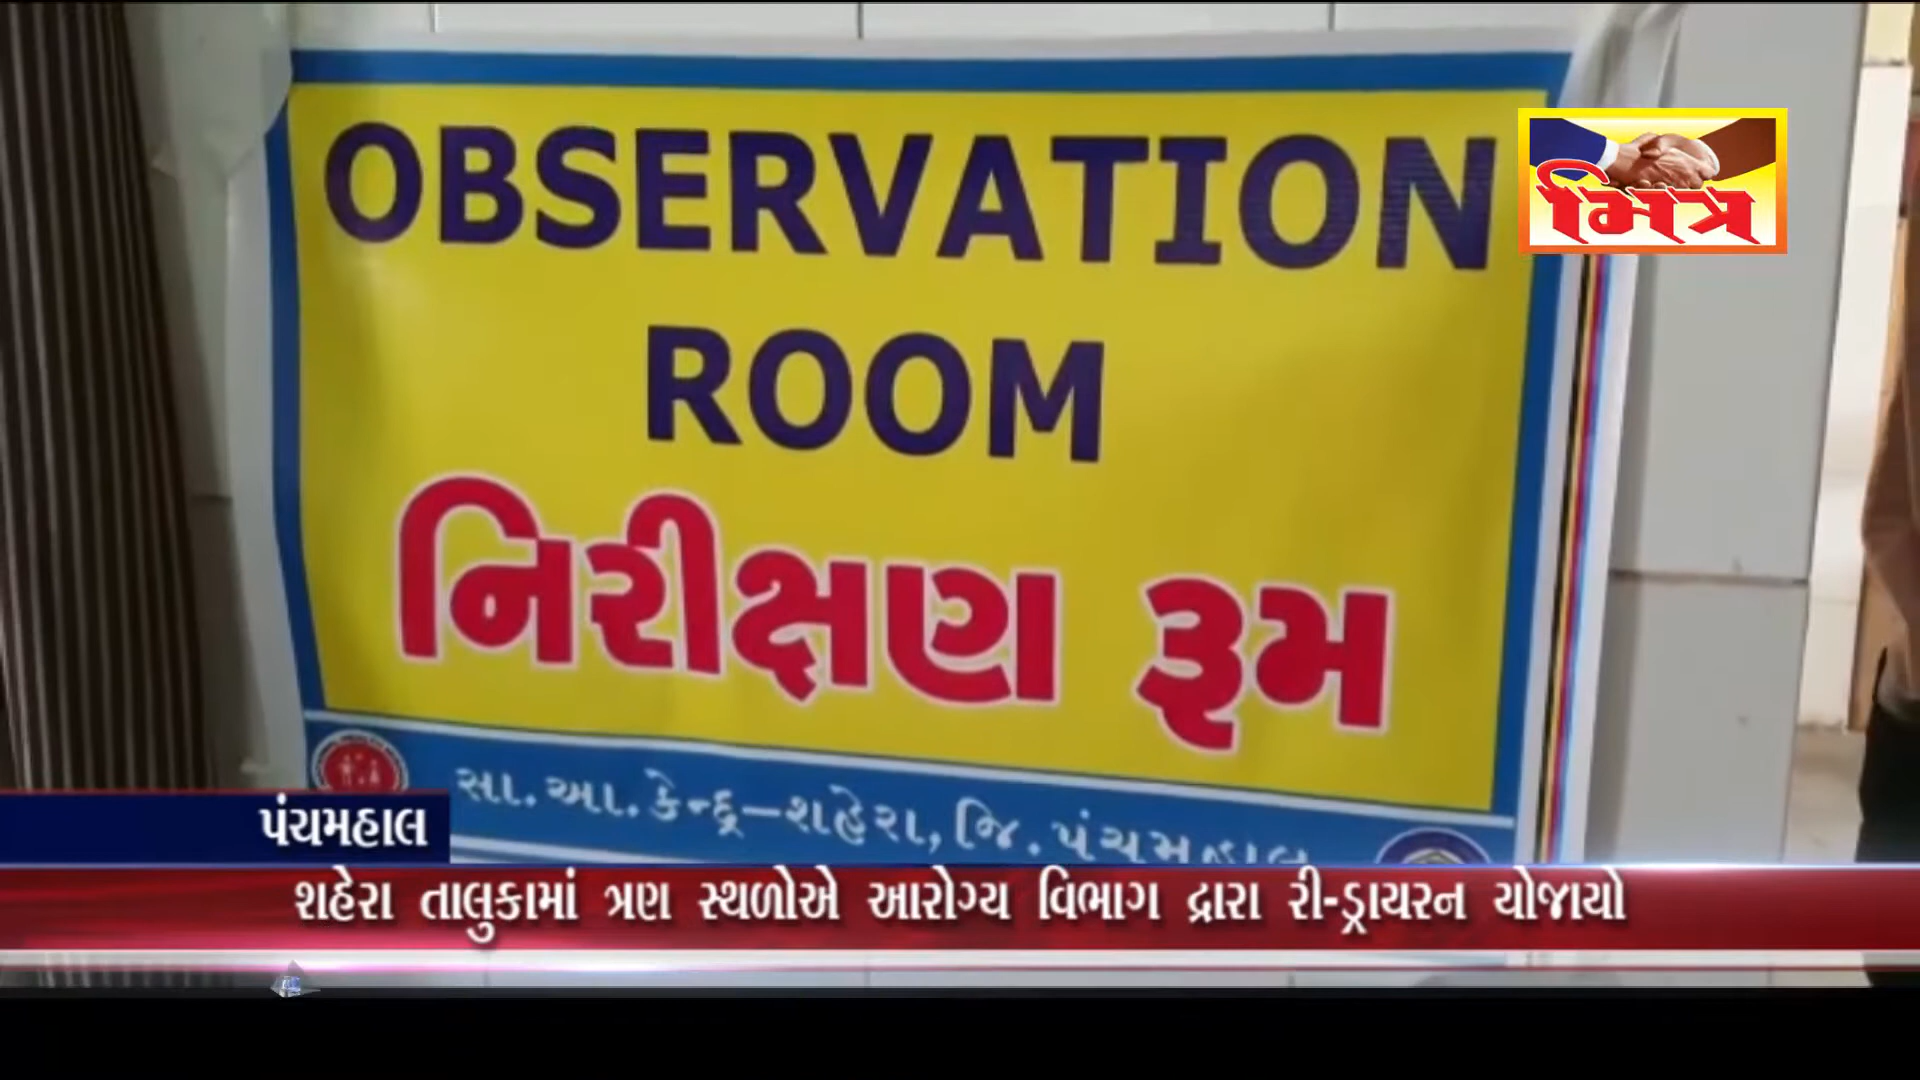 OBSERVATION
ROOM
મિત્ર
નિરીક્ષણ રૂમ
સા.આ.કેન્દ્ર-શહેરા, જિ.પંચમહાલ
પંચમહાલ
શહેરા તાલુકામાં ત્રણ સ્થળોએ આરોગ્ય વિભાગ દ્વારા રી-ડ્રાયરન યોજાયો